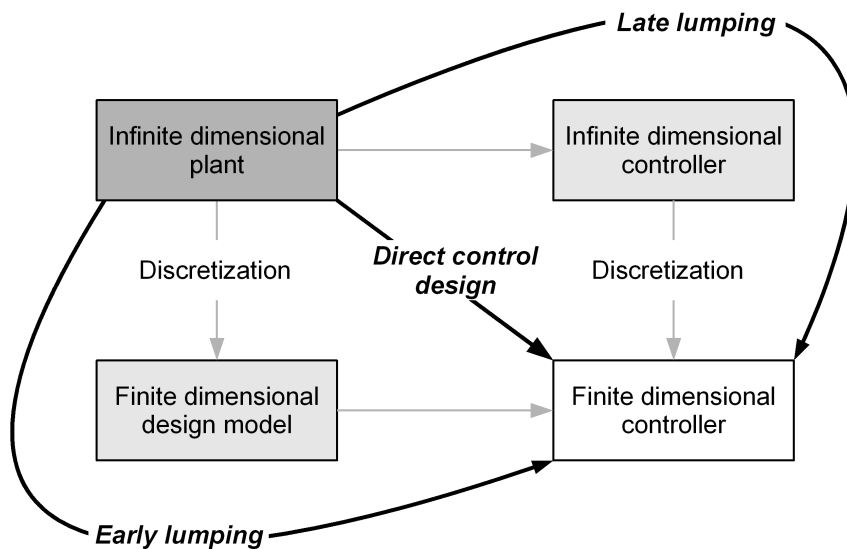 Late lumping
Infinite dimensional
plant
Infinite dimensional
controller
Discretization
Direct control
design
Discretization
Finite dimensional
design model
Finite dimensional
controller
Early lumping